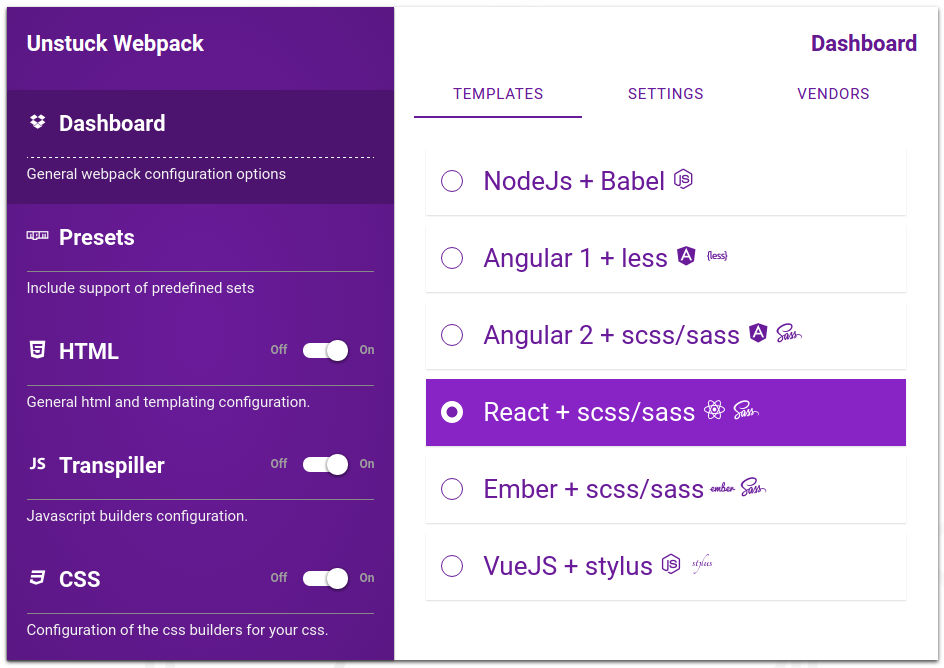 Unstuck Webpack
Dashboard
General webpack configuration options
Presets
Include support of predefined sets
HTML Off On
General html and templating configuration.
JS Transpiller Off On
Javascript builders configuration.
CSS Off On
Configuration of the css builders for your css.
Dashboard
TEMPLATES SETTINGS VENDORS
NodeJs + Babel JS
Angular 1 + less A {less}
Angular 2 + scss/sass A Sass
React + scss/sass Sass
Ember + scss/sass ember Sass
VueJS + stylus JS stylus